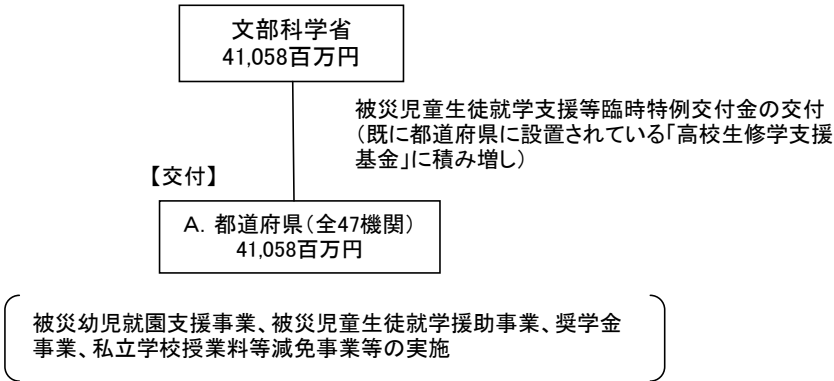 文部科学省
41,058百万円
被災児童生徒就学支援等臨時特例交付金の交付
(既に都道府県に設置されている「高校生修学支援
基金」に積み増し)
【交付】
A. 都道府県(全47機関)
41,058百万円
被災幼児就園支援事業、被災児童生徒就学援助事業、奨学金
事業、私立学校授業料等減免事業等の実施